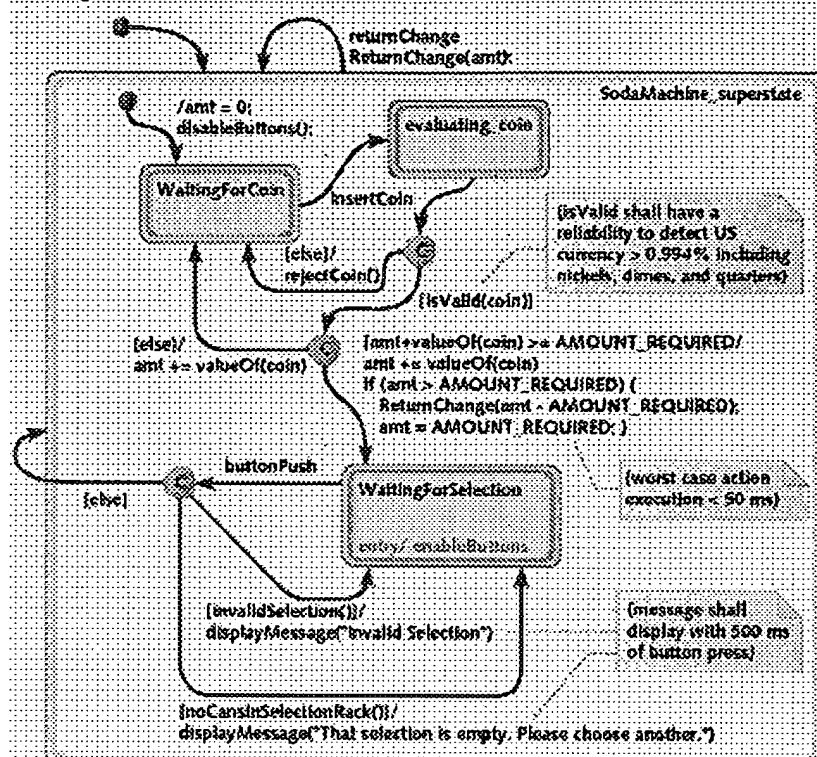 returnChange
ReturnChange(amt);
SodaMachine_superstate
/amt = 0;
disableButtons();
evaluating_coin
WaitingForCoin
insertCoin
{isValid shall have a
reliability to detect US
currency > 0.994% including
nickels, dimes, and quarters}
[else]/
rejectCoin()
[isValid(coin)]
[else]/
amt += valueOf(coin)
[amt+valueOf(coin) >= AMOUNT_REQUIRED/
amt += valueOf(coin)
if (amt > AMOUNT_REQUIRED) {
ReturnChange(amt - AMOUNT_REQUIRED);
amt = AMOUNT_REQUIRED; }
buttonPush
WaitingForSelection
{worst case action
execution < 50 ms}
[else]
entry/ enableButtons
[invalidSelection()]/
displayMessage("Invalid Selection")
{message shall
display with 500 ms
of button press}
[noCansInSelectionRack()]/
displayMessage("That selection is empty. Please choose another.")
C
C
C